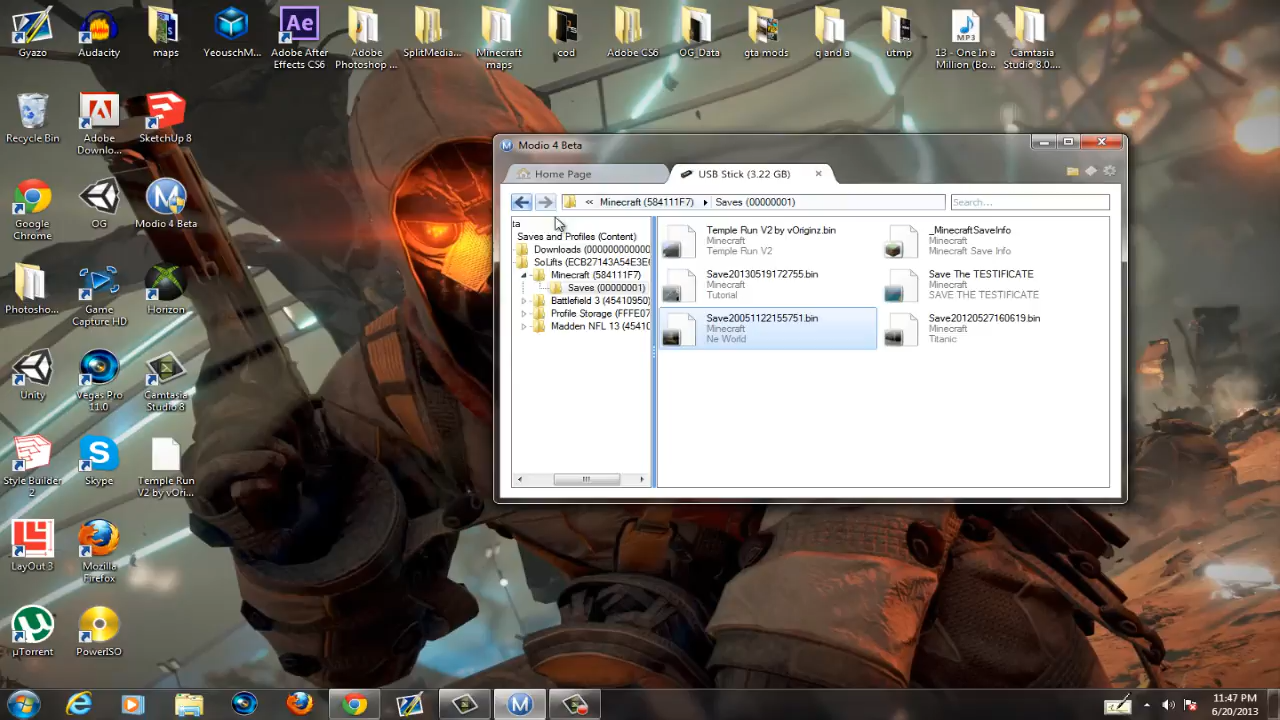 Gyazo
Audacity
maps
YeouschM...
Adobe After
Effects CS6
Adobe
Photoshop ...
SplitMedia...
Minecraft
maps
cod
Adobe CS6
OG_Data
gta mods
q and a
utmp
13 - One In a
Million (Bo...
Camtasia
Studio 8.0....
Recycle Bin
Adobe
Downlo...
SketchUp 8
Google
Chrome
OG
Modio 4 Beta
Photosho...
Game
Capture HD
Horizon
Unity
Vegas Pro
11.0
Camtasia
Studio 8
Style Builder
2
Skype
Temple Run
V2 by vOri...
LayOut 3
Mozilla
Firefox
µTorrent
PowerISO
Modio 4 Beta
Home Page
USB Stick (3.22 GB)
« Minecraft (584111F7) Saves (00000001)
Search...
ta
Saves and Profiles (Content)
Downloads (000000000000
SoLifts (ECB27143A54E3E6
Minecraft (584111F7)
Saves (00000001)
Battlefield 3 (45410950)
Profile Storage (FFFE07
Madden NFL 13 (4541
Temple Run V2 by vOriginz.bin
Minecraft
Temple Run V2
_MinecraftSaveInfo
Minecraft
Minecraft Save Info
Save20130519172755.bin
Minecraft
Tutorial
Save The TESTIFICATE
Minecraft
SAVE THE TESTIFICATE
Save20051122155751.bin
Minecraft
Ne World
Save20120527160619.bin
Minecraft
Titanic
11:47 PM
6/20/2013